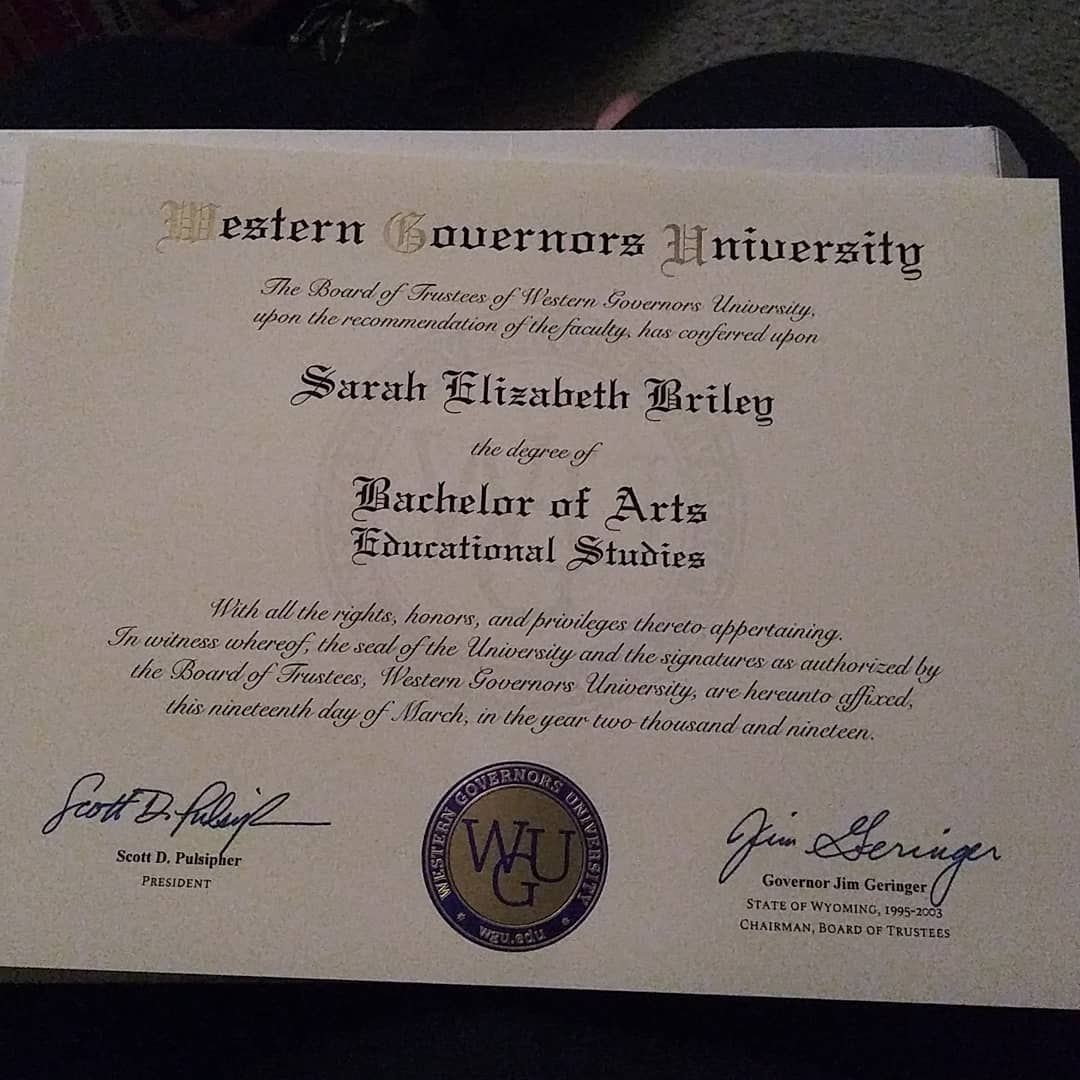 Western Governors University
The Board of Trustees of Western Governors University,
upon the recommendation of the faculty, has conferred upon
Sarah Elizabeth Briley
the degree of
Bachelor of Arts
Educational Studies
With all the rights, honors, and privileges thereto appertaining.
In witness whereof, the seal of the University and the signatures as authorized by
the Board of Trustees, Western Governors University, are hereunto affixed,
this nineteenth day of March, in the year two thousand and nineteen.
Scott D. Pulsipher
Scott D. Pulsipher
PRESIDENT
WESTERN GOVERNORS UNIVERSITY
WGU
wgu.edu
Jim Geringer
Governor Jim Geringer
STATE OF WYOMING, 1995-2003
CHAIRMAN, BOARD OF TRUSTEES